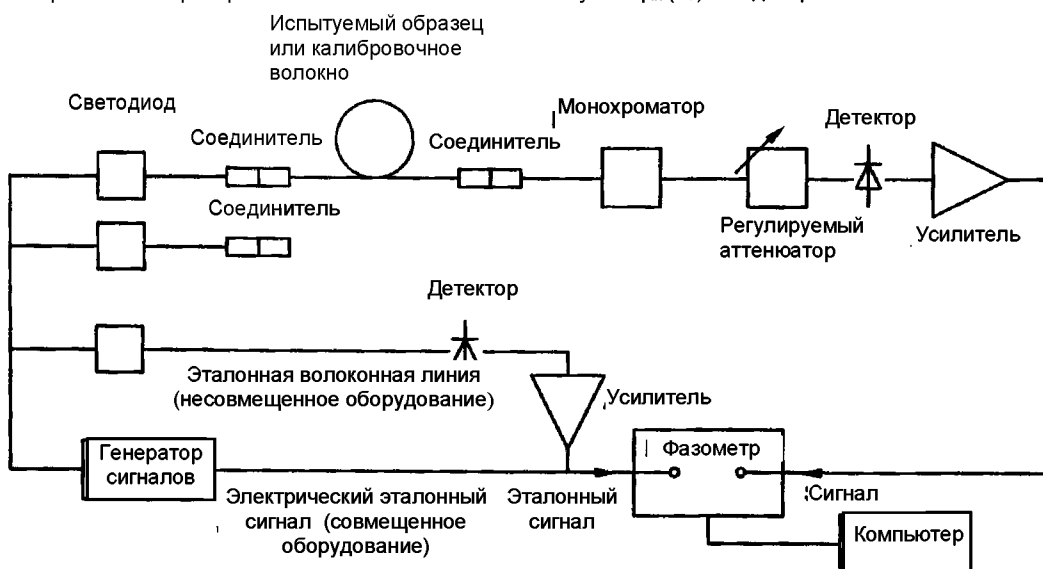 Испытуемый образец
или калибровочное
волокно
Светодиод
Соединитель
Соединитель
Монохроматор
Детектор
Соединитель
Регулируемый
аттенюатор
Усилитель
Детектор
Эталонная волоконная линия
(несовмещенное оборудование)
Усилитель
Генератор
сигналов
Фазометр
Электрический эталонный
сигнал (совмещенное
оборудование)
Эталонный
сигнал
Сигнал
Компьютер